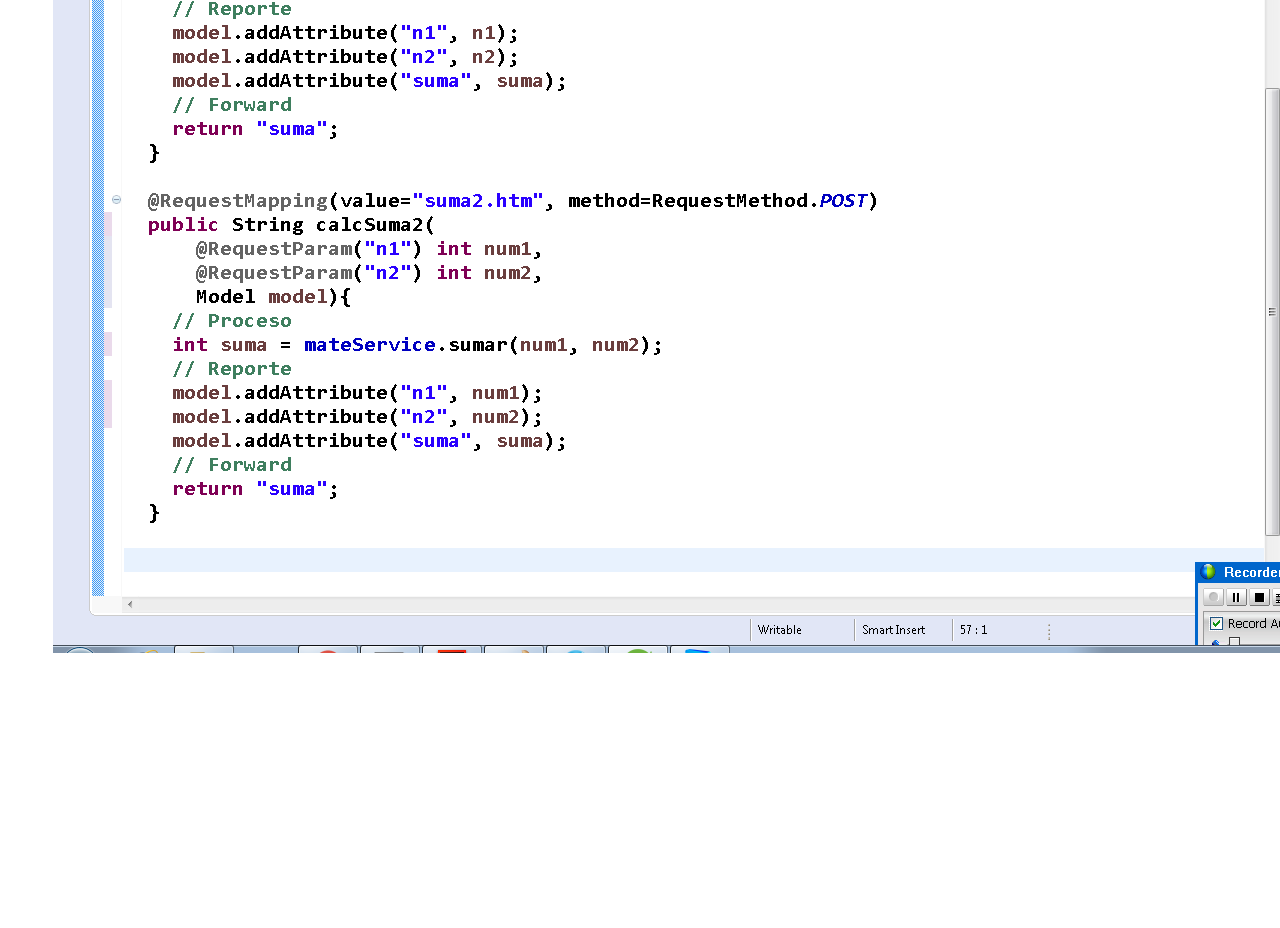 // Reporte
model.addAttribute("n1", n1);
model.addAttribute("n2", n2);
model.addAttribute("suma", suma);
// Forward
return "suma";
}
@RequestMapping(value="suma2.htm", method=RequestMethod.POST)
public String calcSuma2(
@RequestParam("n1") int num1,
@RequestParam("n2") int num2,
Model model){
// Proceso
int suma = mateService.sumar(num1, num2);
// Reporte
model.addAttribute("n1", num1);
model.addAttribute("n2", num2);
model.addAttribute("suma", suma);
// Forward
return "suma";
}
Recorder
Record
Writable
Smart Insert
57 : 1